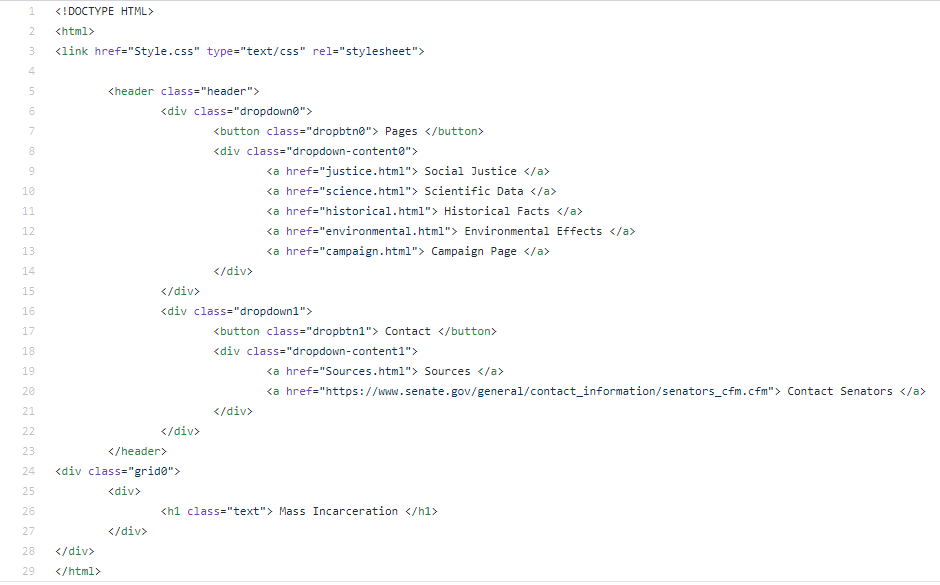 1 <!DOCTYPE HTML>
2 <html>
3 <link href="Style.css" type="text/css" rel="stylesheet">
4
5 <header class="header">
6 <div class="dropdown0">
7 <button class="dropbtn0"> Pages </button>
8 <div class="dropdown-content0">
9 <a href="justice.html"> Social Justice </a>
10 <a href="science.html"> Scientific Data </a>
11 <a href="historical.html"> Historical Facts </a>
12 <a href="environmental.html"> Environmental Effects </a>
13 <a href="campaign.html"> Campaign Page </a>
14 </div>
15 </div>
16 <div class="dropdown1">
17 <button class="dropbtn1"> Contact </button>
18 <div class="dropdown-content1">
19 <a href="Sources.html"> Sources </a>
20 <a href="https://www.senate.gov/general/contact_information/senators_cfm.cfm"> Contact Senators </a>
21 </div>
22 </div>
23 </header>
24 <div class="grid0">
25 <div>
26 <h1 class="text"> Mass Incarceration </h1>
27 </div>
28 </div>
29 </html>